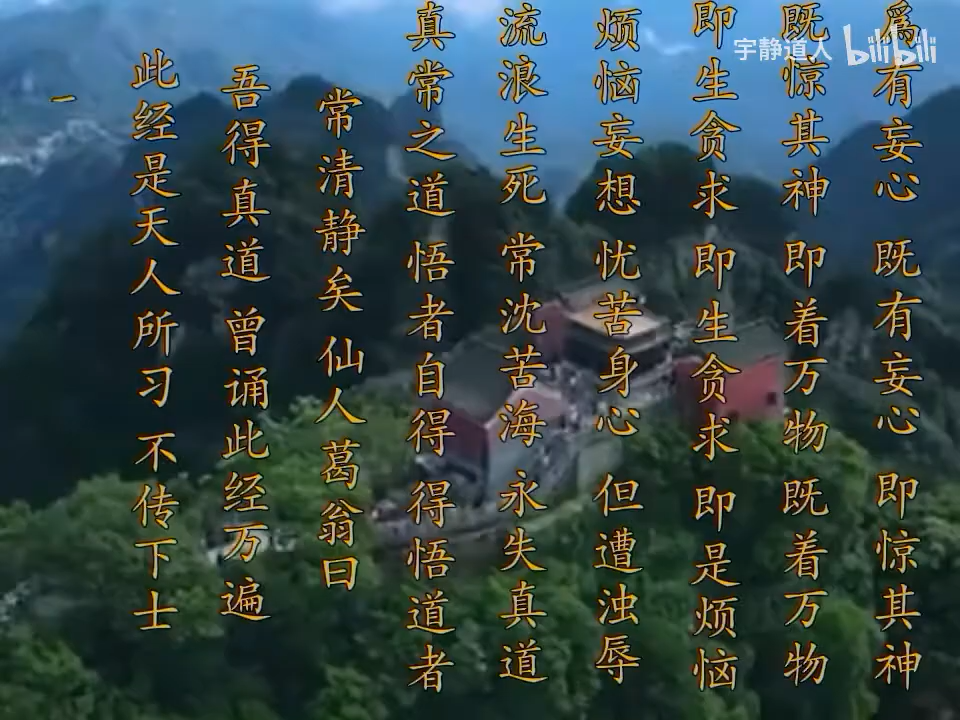 為有妄心 既有妄心 即惊其神
既惊其神 即着万物 既着万物
即生贪求 即生贪求 即是烦恼
烦恼妄想 忧苦身心 但遭浊辱
流浪生死 常沈苦海 永失真道
真常之道 悟者自得 得悟道者
常清静矣 仙人葛翁曰
吾得真道 曾诵此经万遍
此经是天人所习 不传下士
宇静道人 bilibili